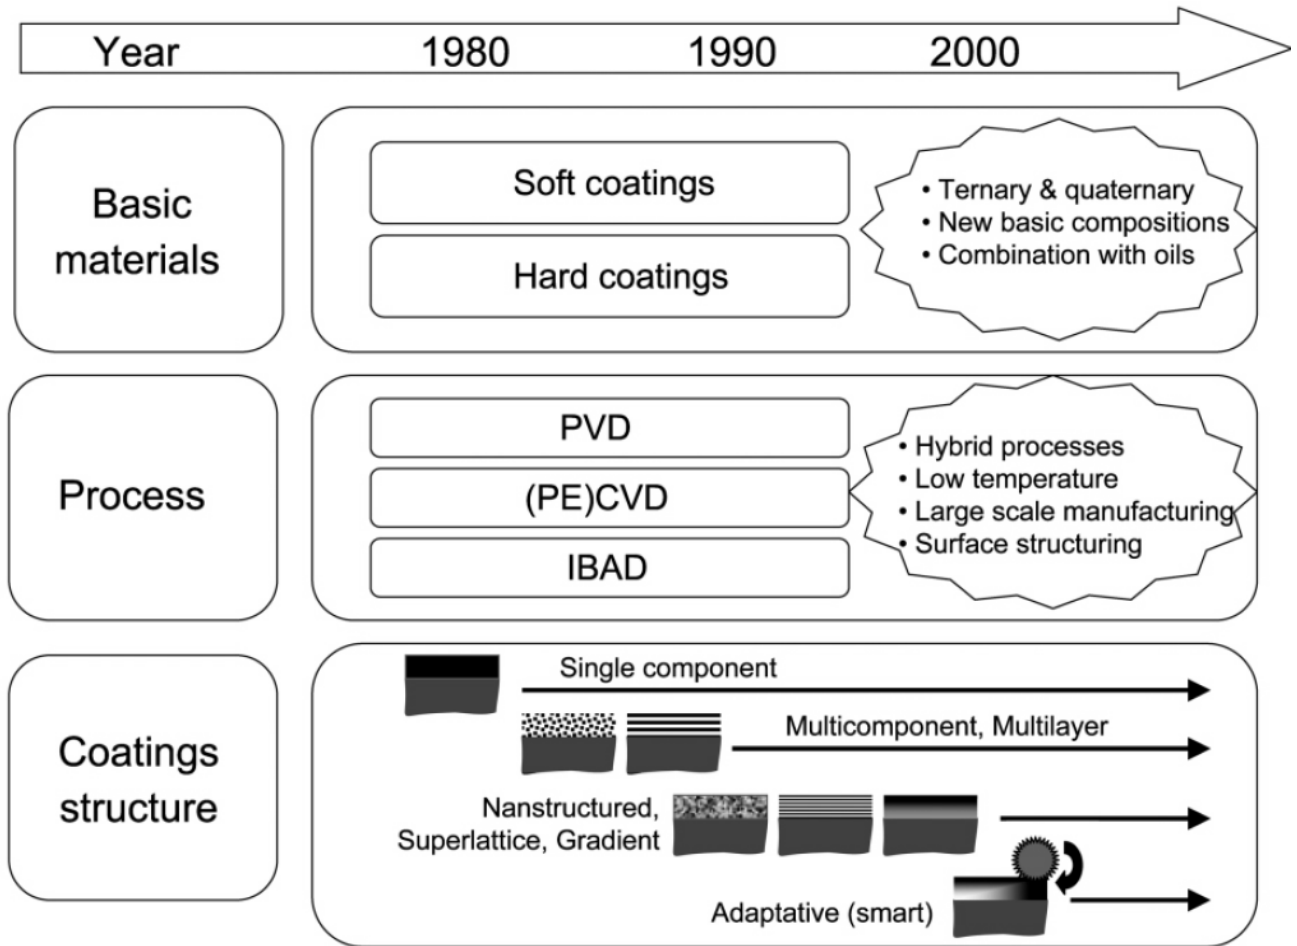 Year 1980 1990 2000
Basic
materials
Soft coatings
Hard coatings
• Ternary & quaternary
• New basic compositions
• Combination with oils
Process
PVD
(PE)CVD
IBAD
• Hybrid processes
• Low temperature
• Large scale manufacturing
• Surface structuring
Coatings
structure
Single component
Multicomponent, Multilayer
Nanstructured,
Superlattice, Gradient
Adaptative (smart)